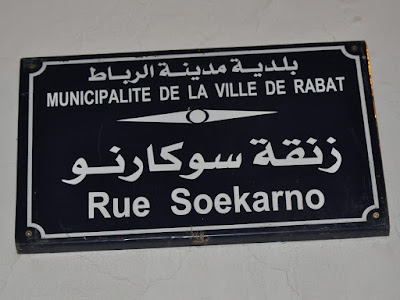 بلدية مدينة الرباط
MUNICIPALITE DE LA VILLE DE RABAT
زنقة سوكارنو
Rue Soekarno